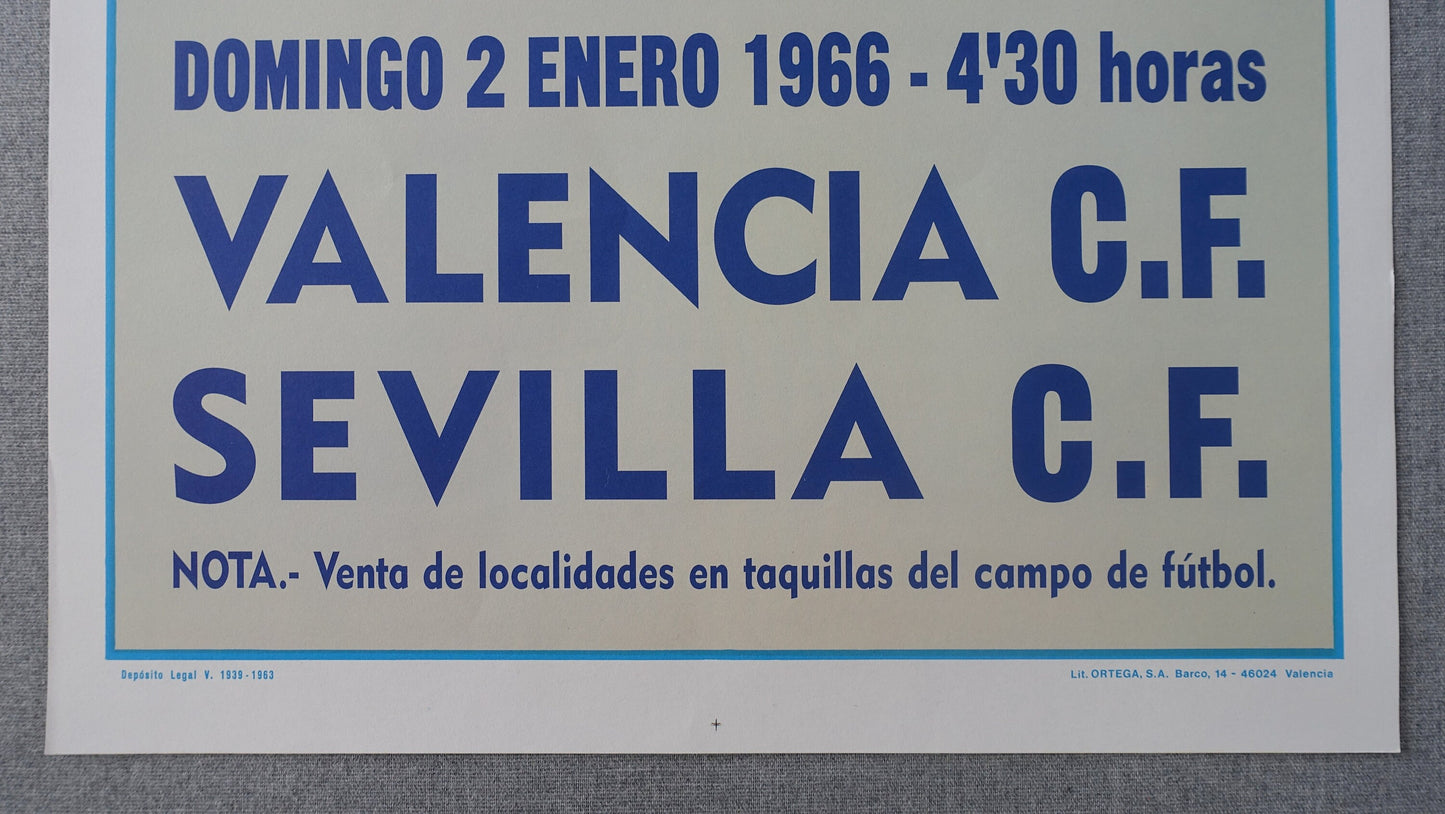 DOMINGO 2 ENERO 1966 - 4'30 horas
VALENCIA C.F.
SEVILLA C.F.
NOTA.- Venta de localidades en taquillas del campo de fútbol.
Depósito Legal V. 1939-1963
Lit. ORTEGA, S.A. Barco, 14 - 46024 Valencia